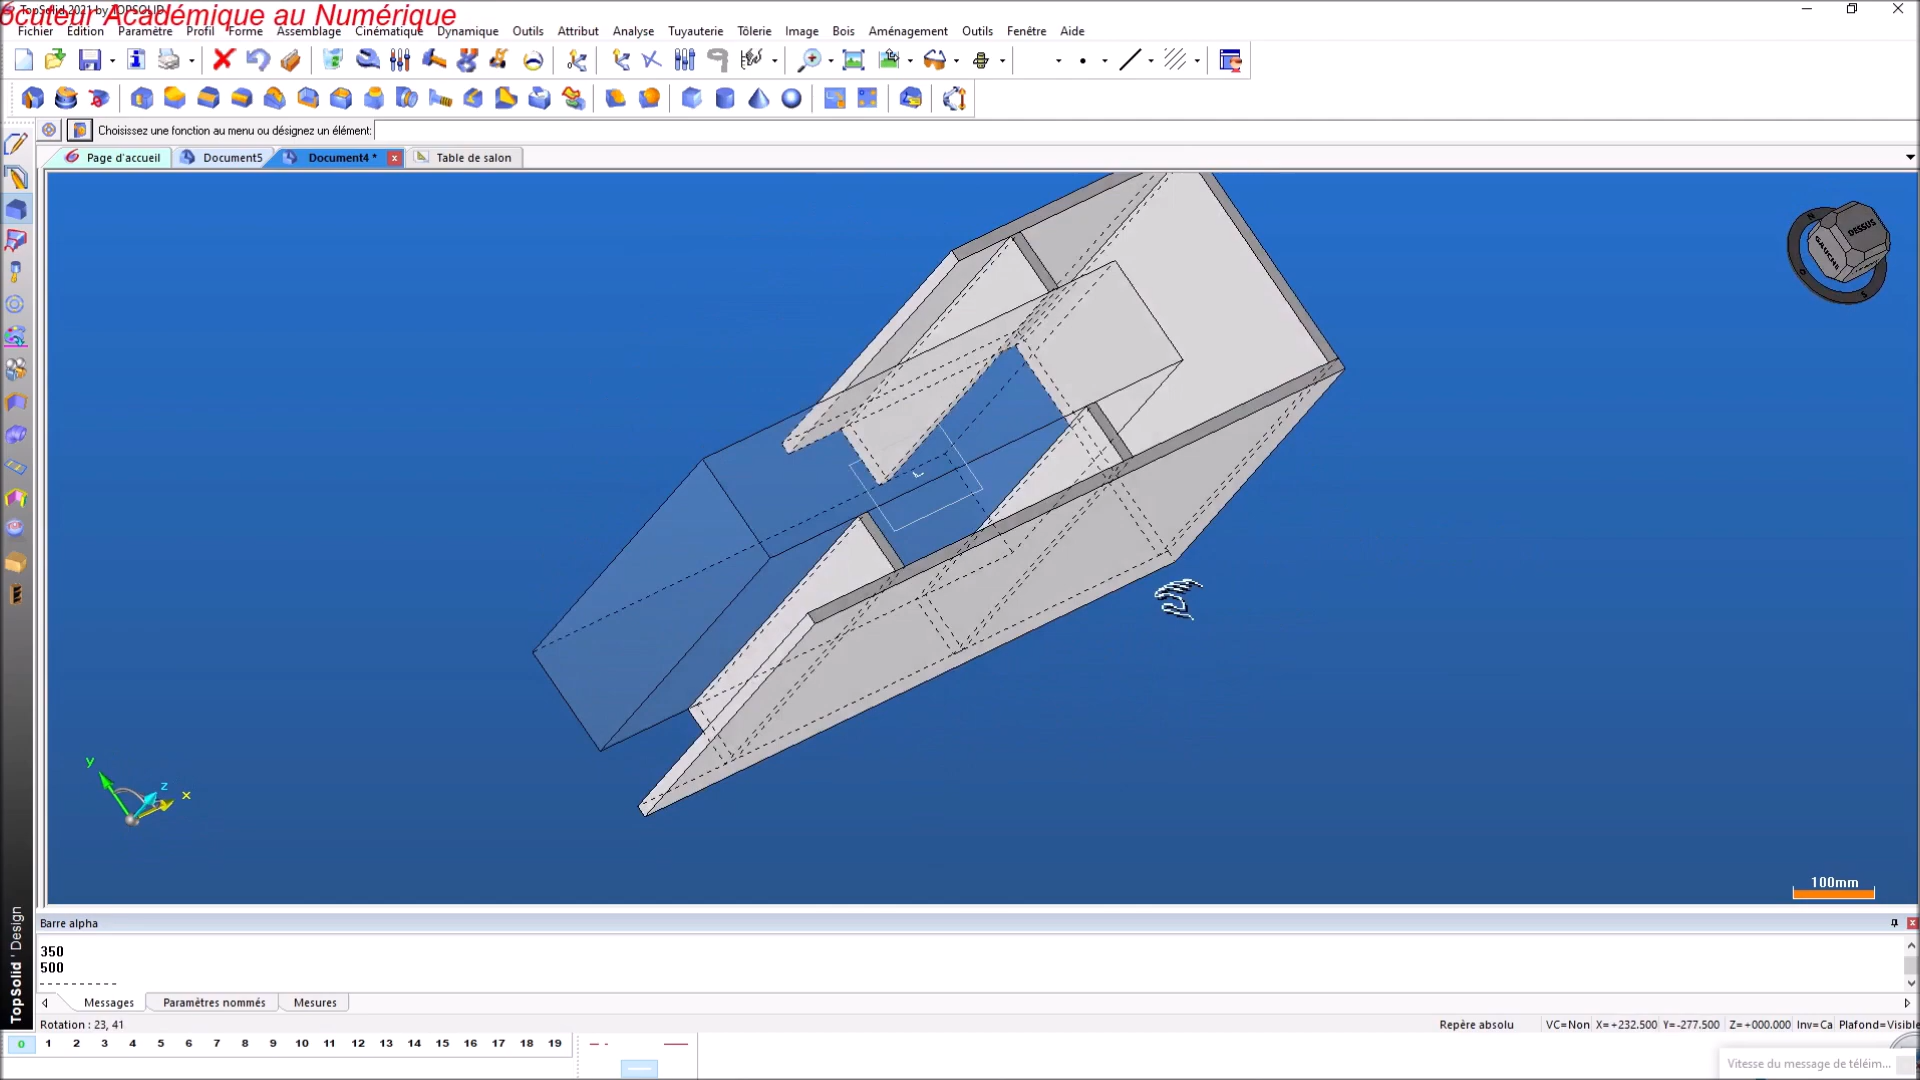 ocuteur Académique au Numérique
TopSolid 2021 by TOPSOLID
Fichier Edition Paramètre Profil Forme Assemblage Cinématique Dynamique Outils Attribut Analyse Tuyauterie Tôlerie Image Bois Aménagement Outils Fenêtre Aide
Choisissez une fonction au menu ou désignez un élément:
Page d'accueil Document5 Document4 * Table de salon
DESSUS
GAUCHE
N
O
S
y
z
x
100mm
TopSolid ' Design
Barre alpha
350
500
Messages Paramètres nommés Mesures
Rotation : 23, 41
Repère absolu VC=Non X=+232.500 Y=-277.500 Z=+000.000 Inv=Ca Plafond=Visible
0 1 2 3 4 5 6 7 8 9 10 11 12 13 14 15 16 17 18 19
Vitesse du message de téléim...